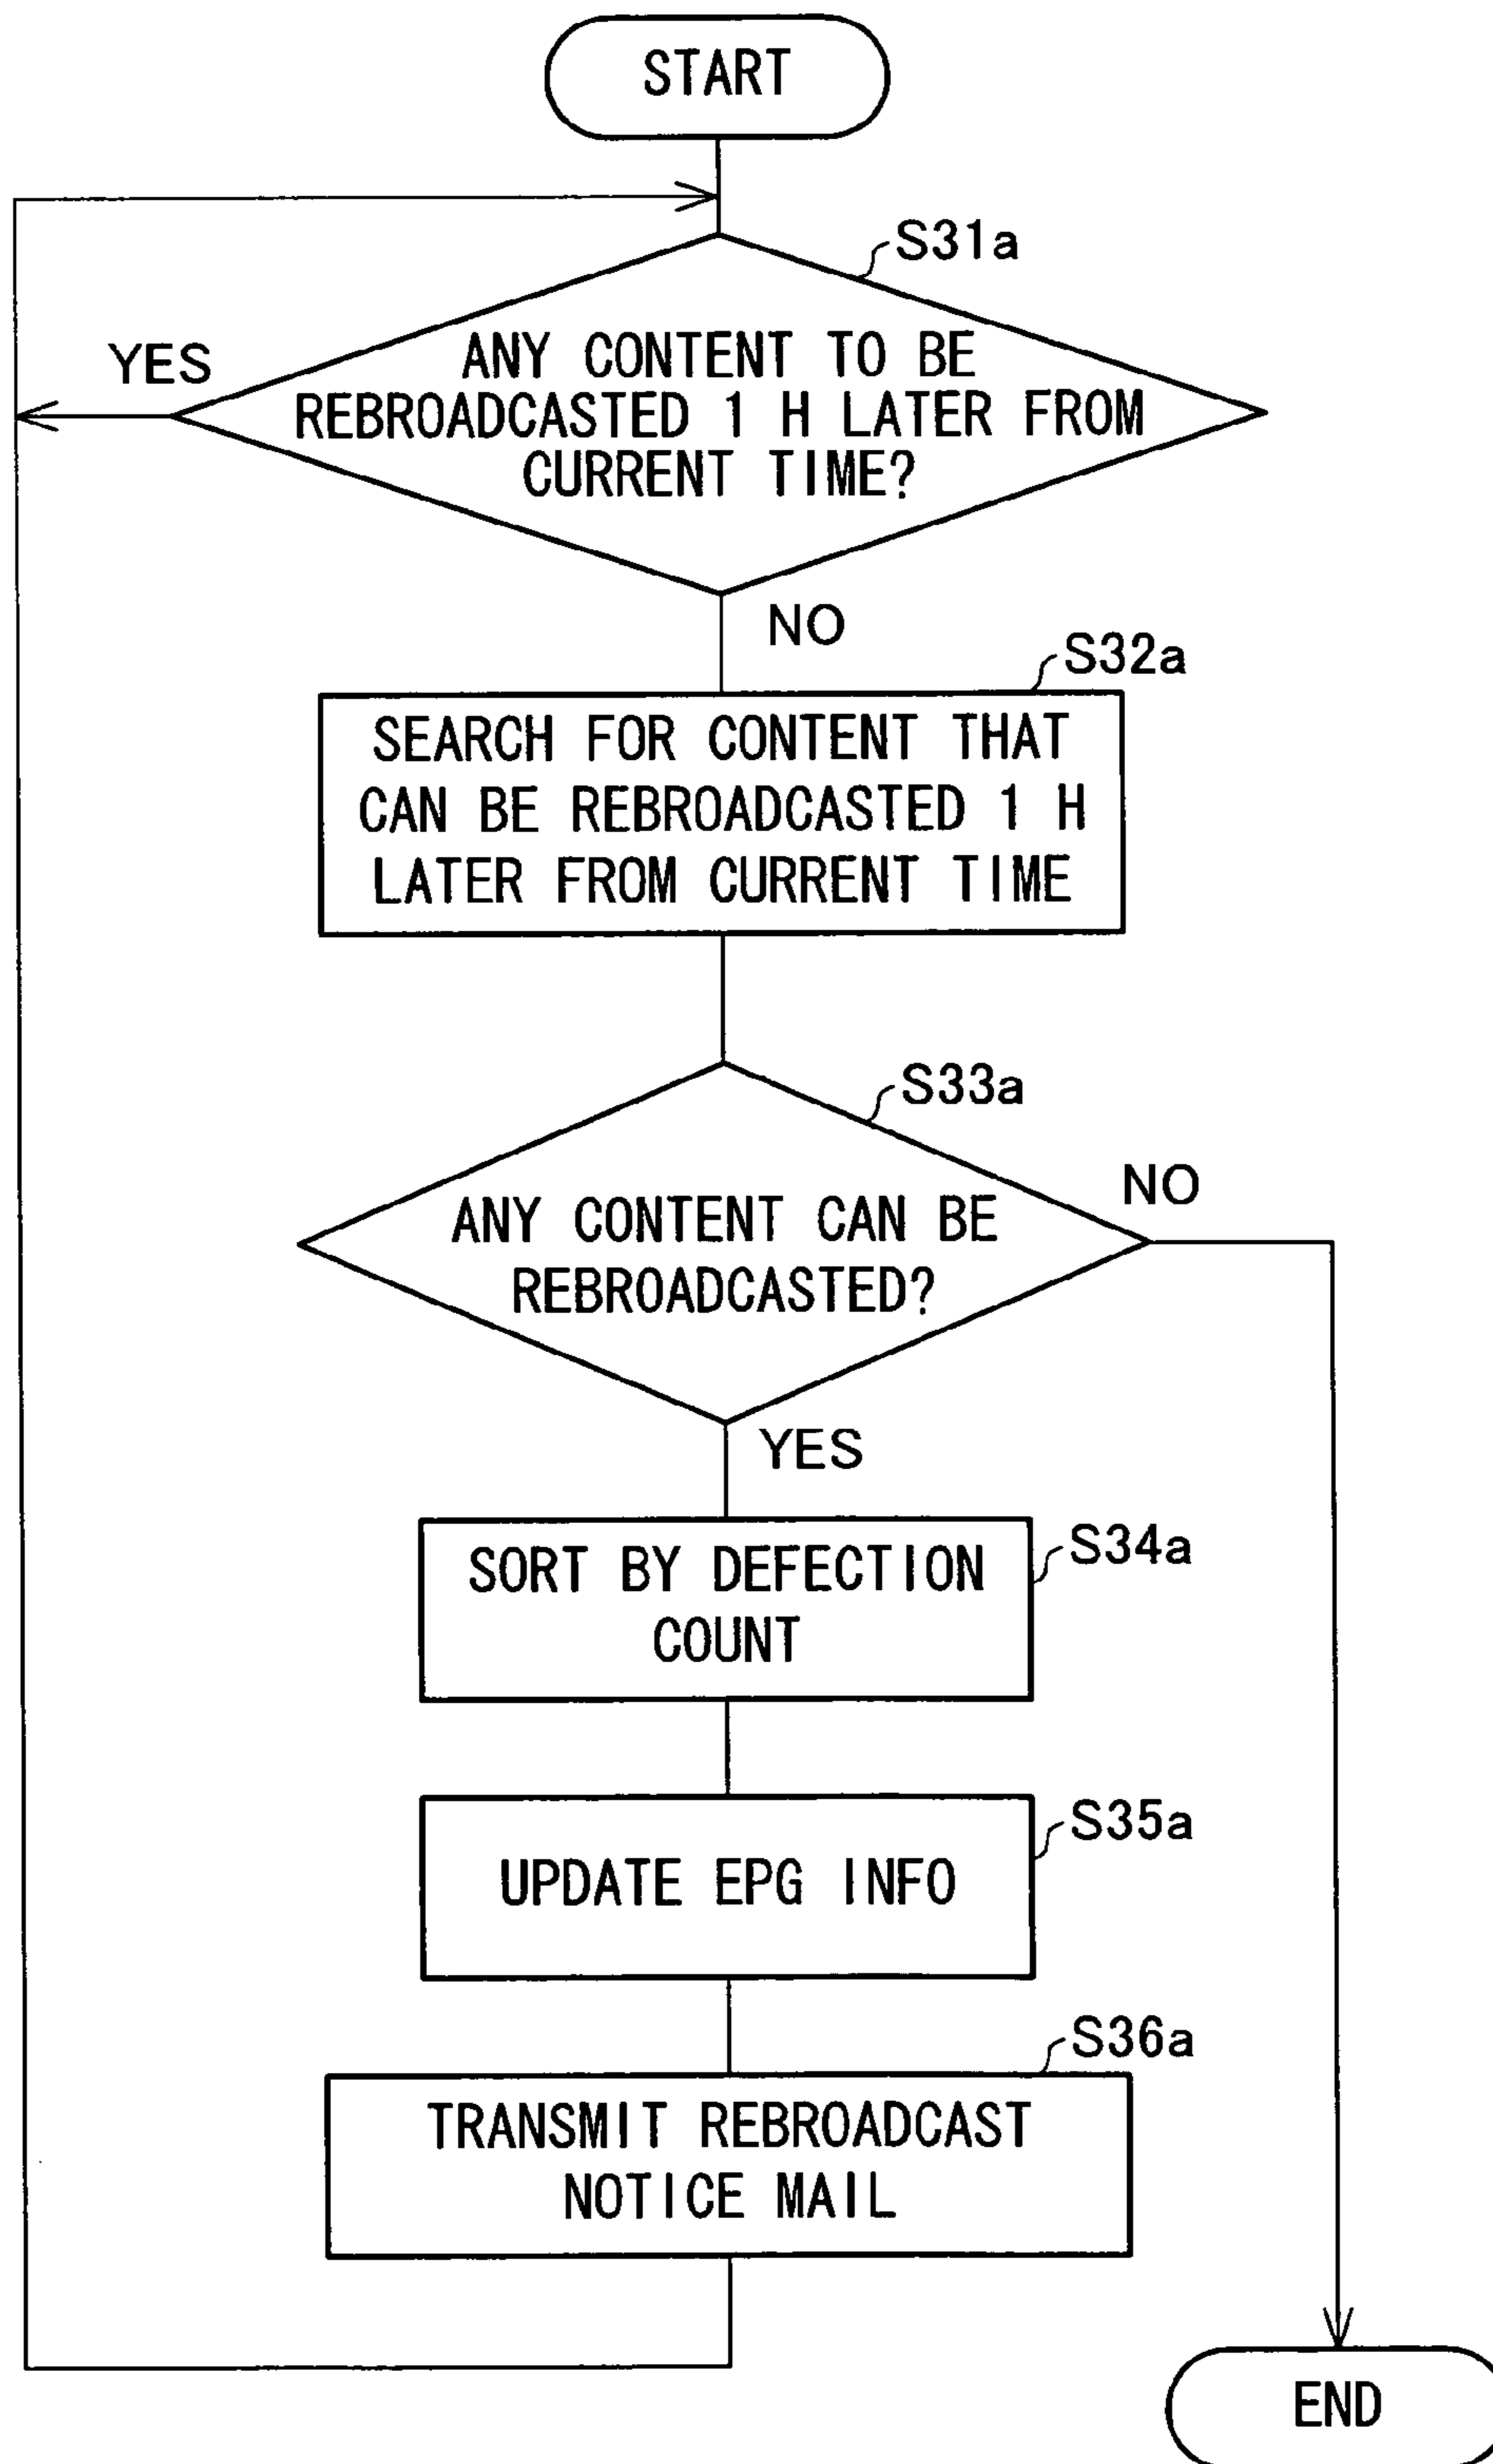 START
S31a
YES
ANY CONTENT TO BE
REBROADCASTED 1 H LATER FROM
CURRENT TIME?
NO
S32a
SEARCH FOR CONTENT THAT
CAN BE REBROADCASTED 1 H
LATER FROM CURRENT TIME
S33a
NO
ANY CONTENT CAN BE
REBROADCASTED?
YES
S34a
SORT BY DEFECTION
COUNT
S35a
UPDATE EPG INFO
S36a
TRANSMIT REBROADCAST
NOTICE MAIL
END